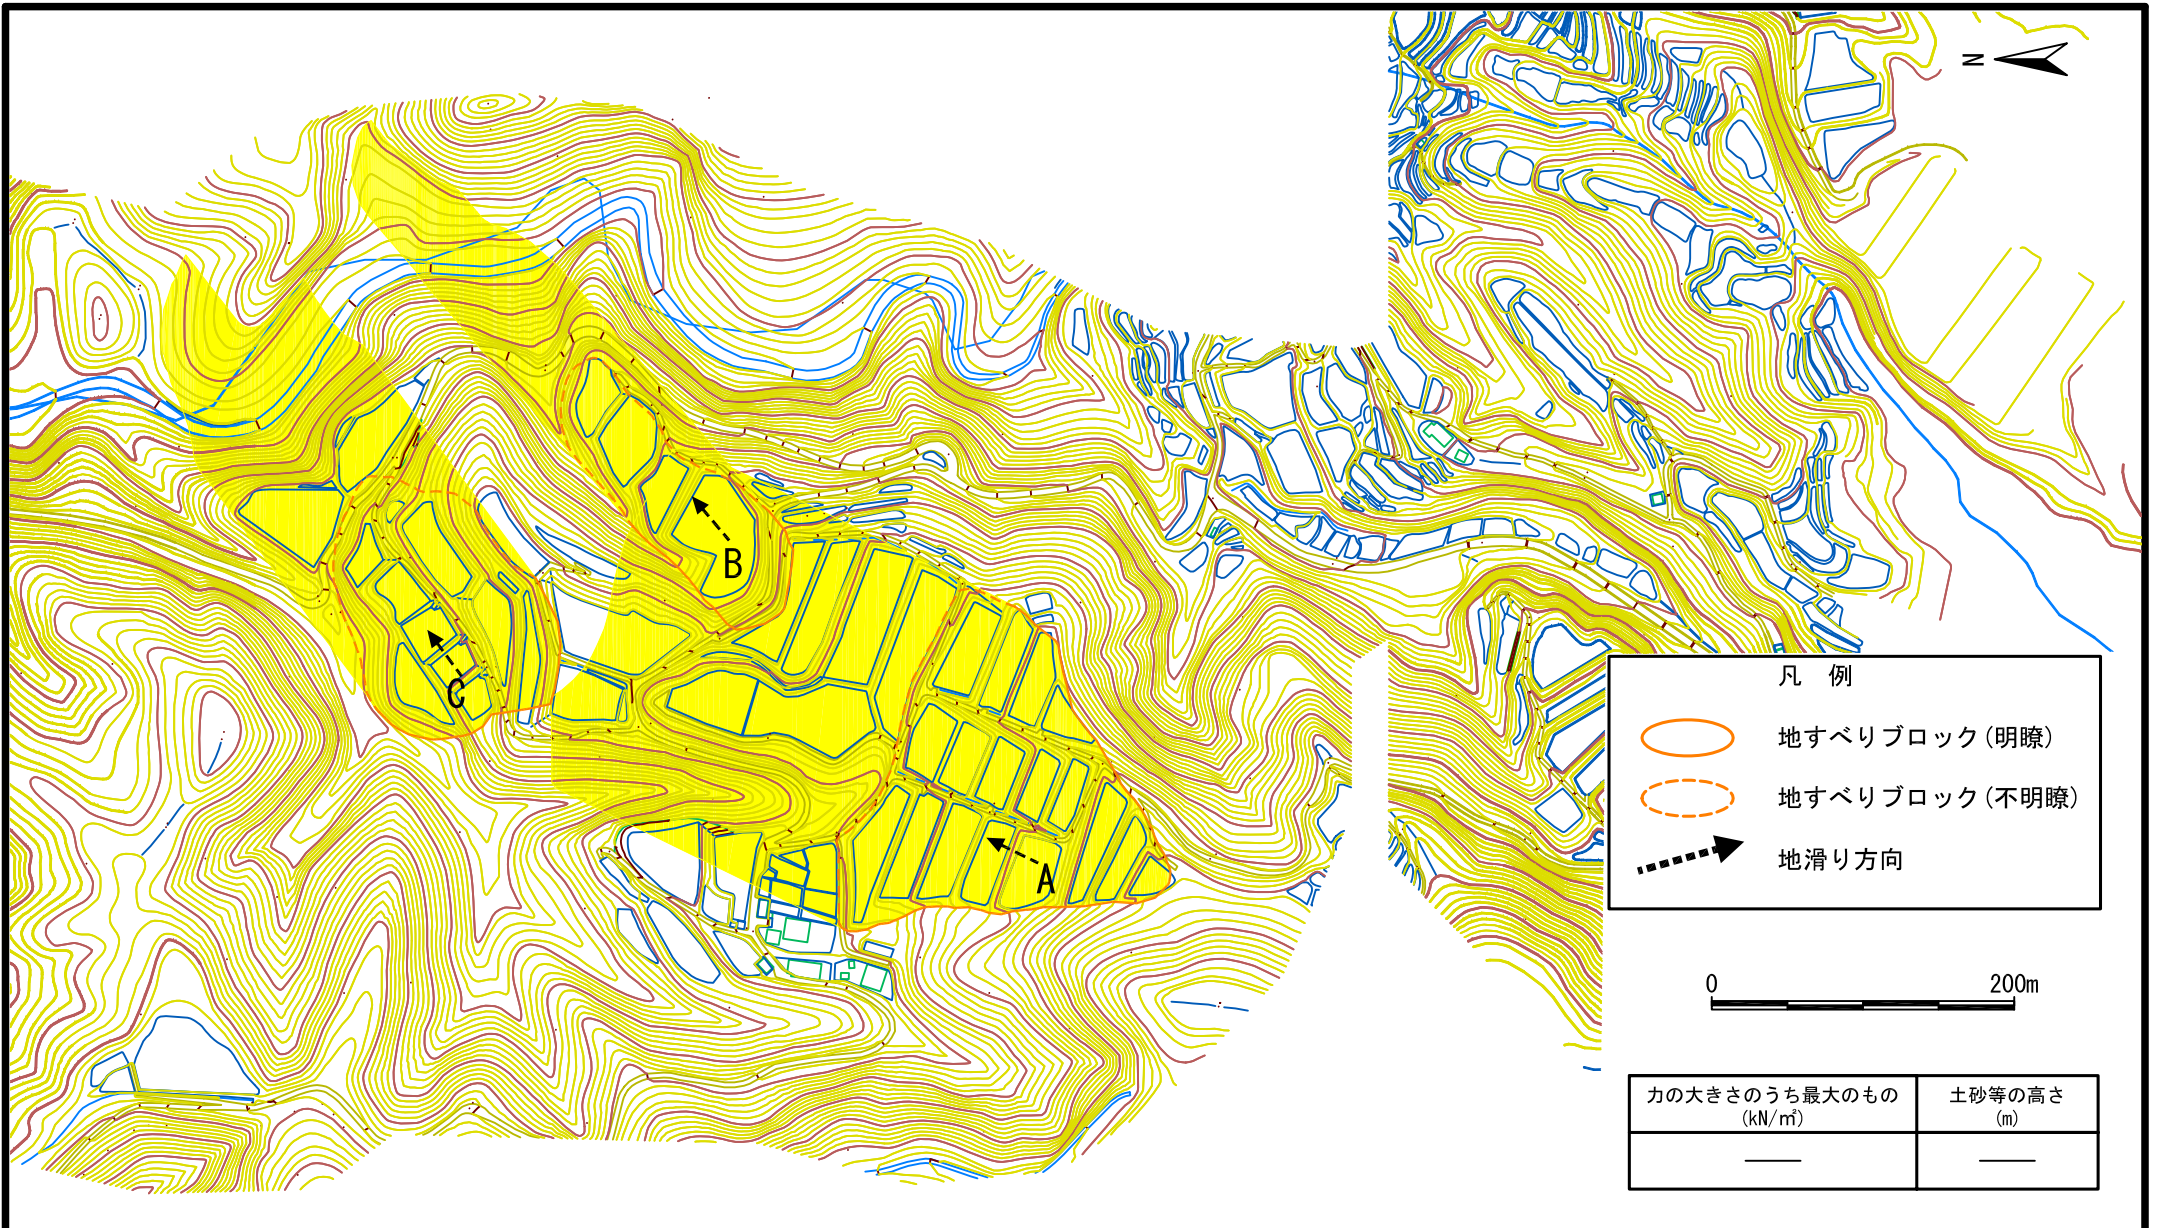 N
B
C
A
凡　例
地すべりブロック(明瞭)
地すべりブロック(不明瞭)
地滑り方向
0 200m
力の大きさのうち最大のもの
(kN/㎡)
土砂等の高さ
(m)